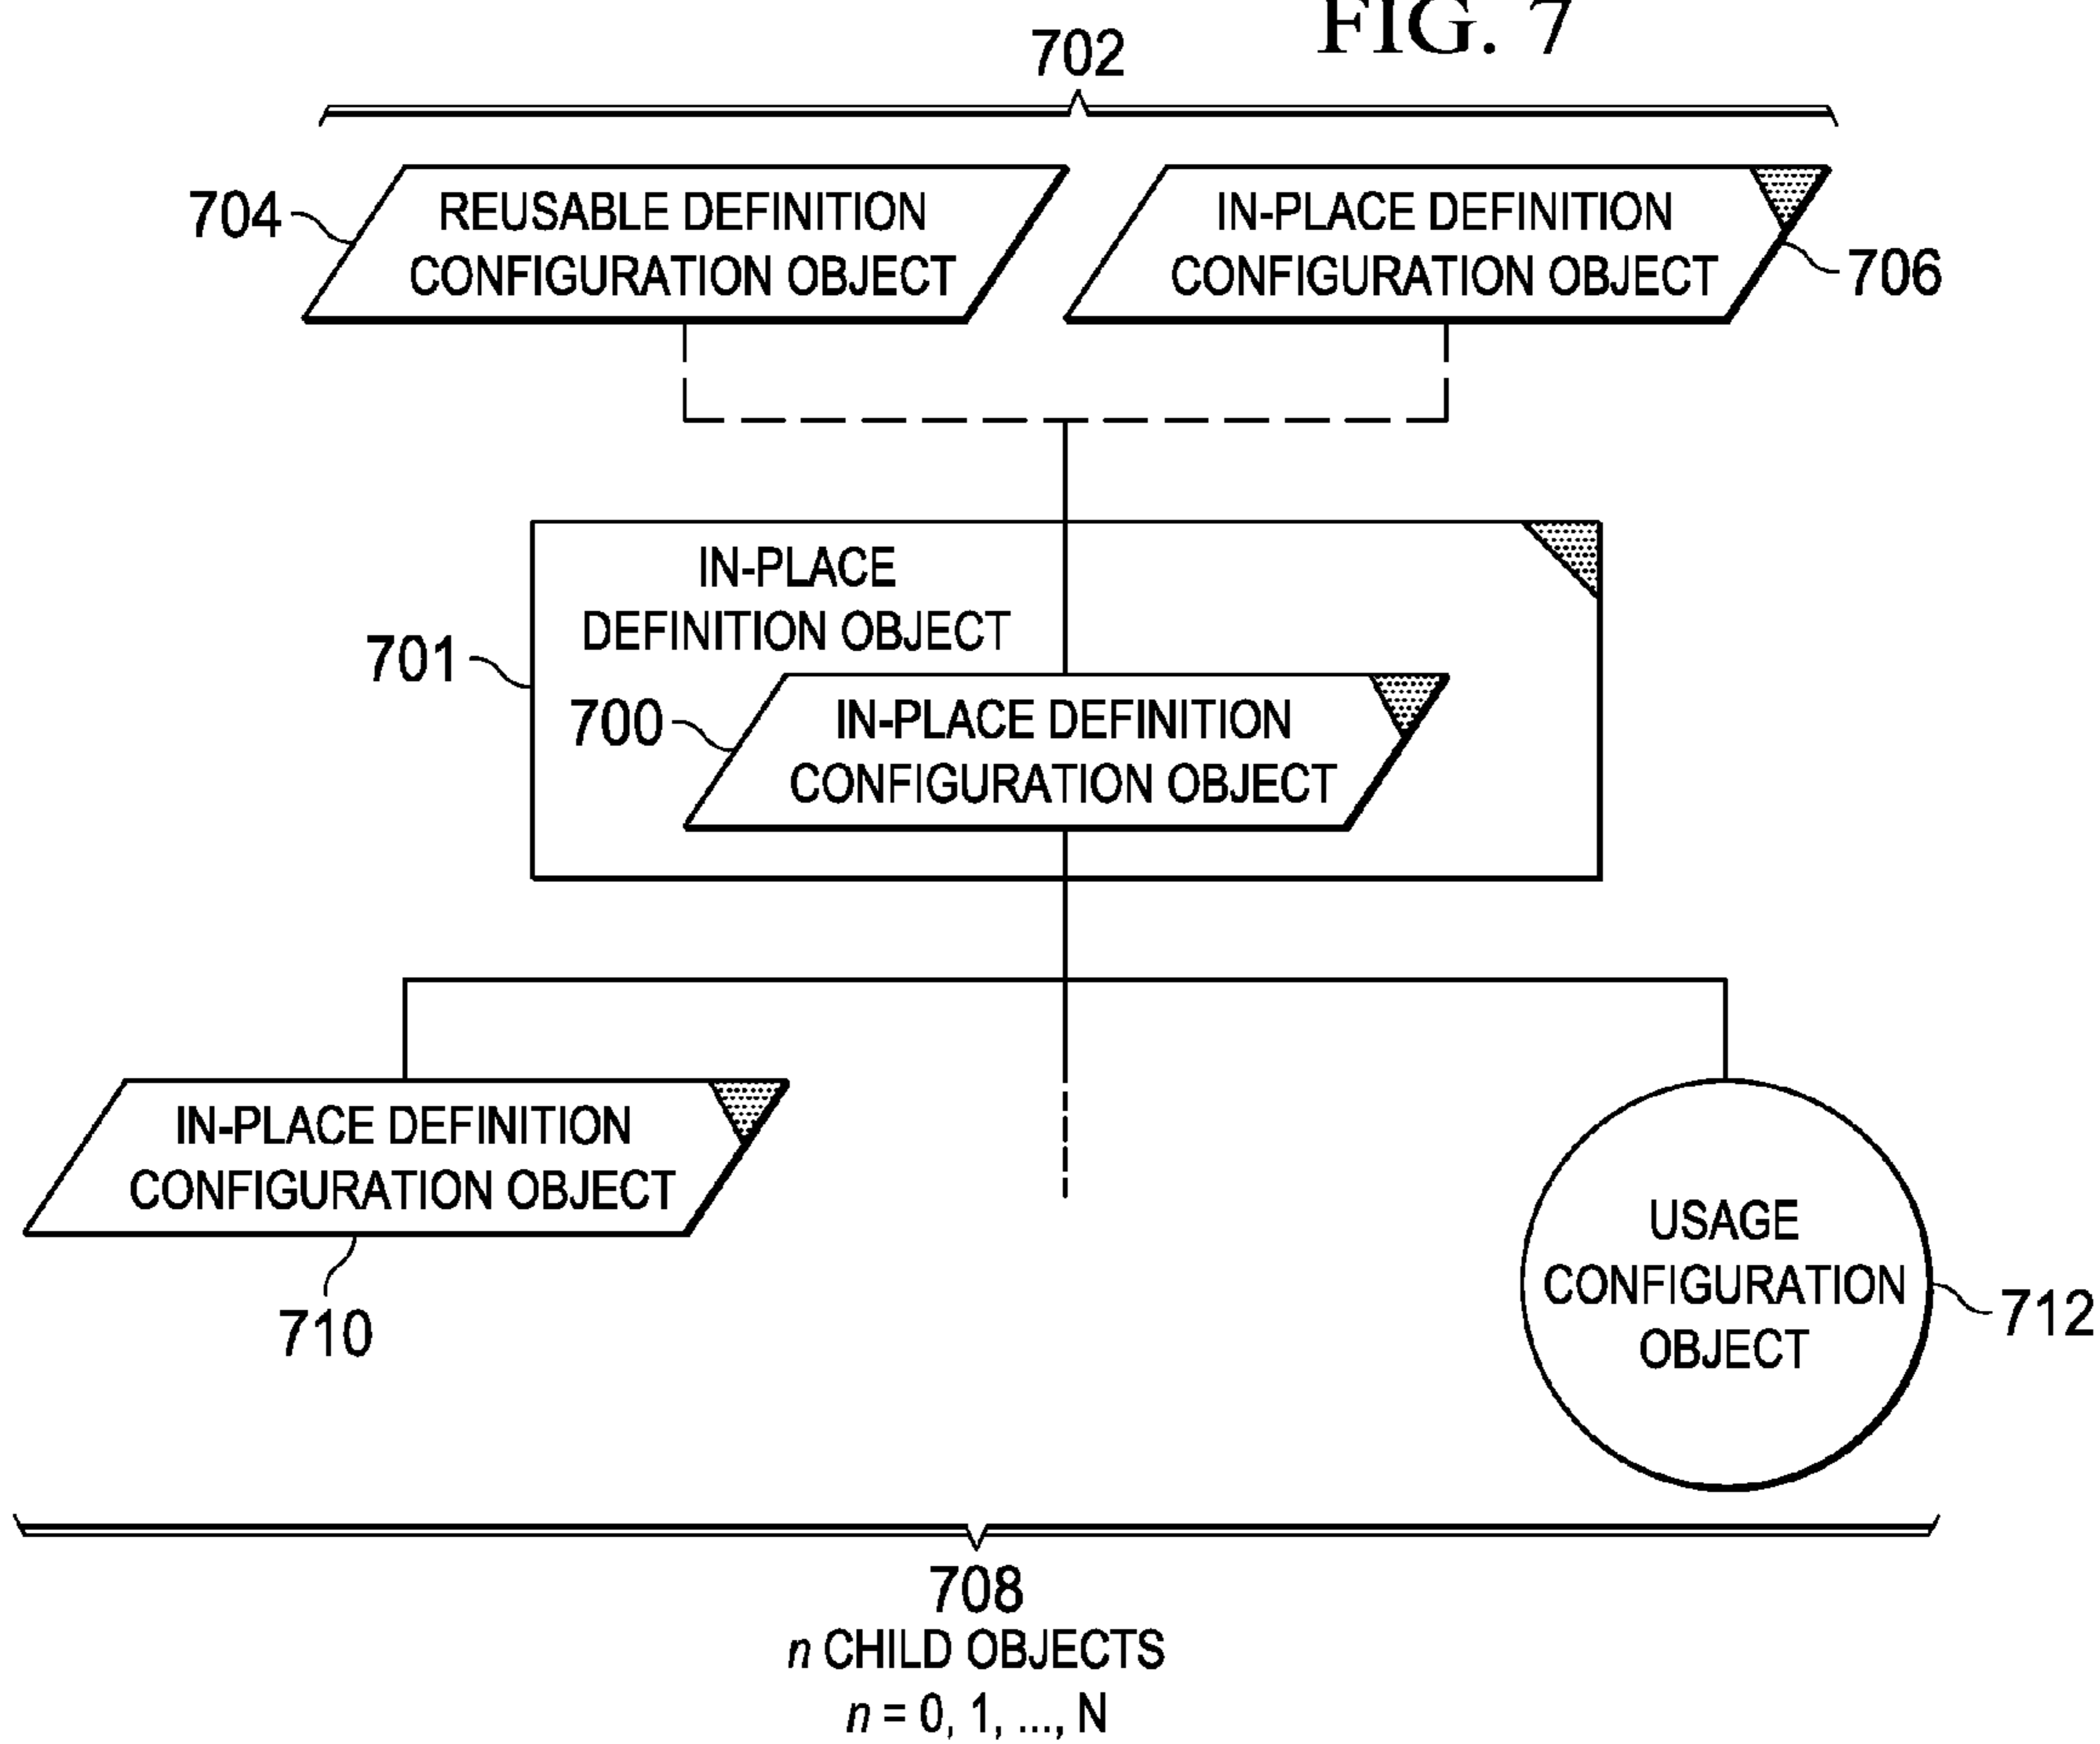 FIG. 7
702
704
REUSABLE DEFINITION
CONFIGURATION OBJECT
IN-PLACE DEFINITION
CONFIGURATION OBJECT
706
IN-PLACE
DEFINITION OBJECT
701
700
IN-PLACE DEFINITION
CONFIGURATION OBJECT
IN-PLACE DEFINITION
CONFIGURATION OBJECT
710
USAGE
CONFIGURATION
OBJECT
712
708
n CHILD OBJECTS
n = 0, 1, ..., N